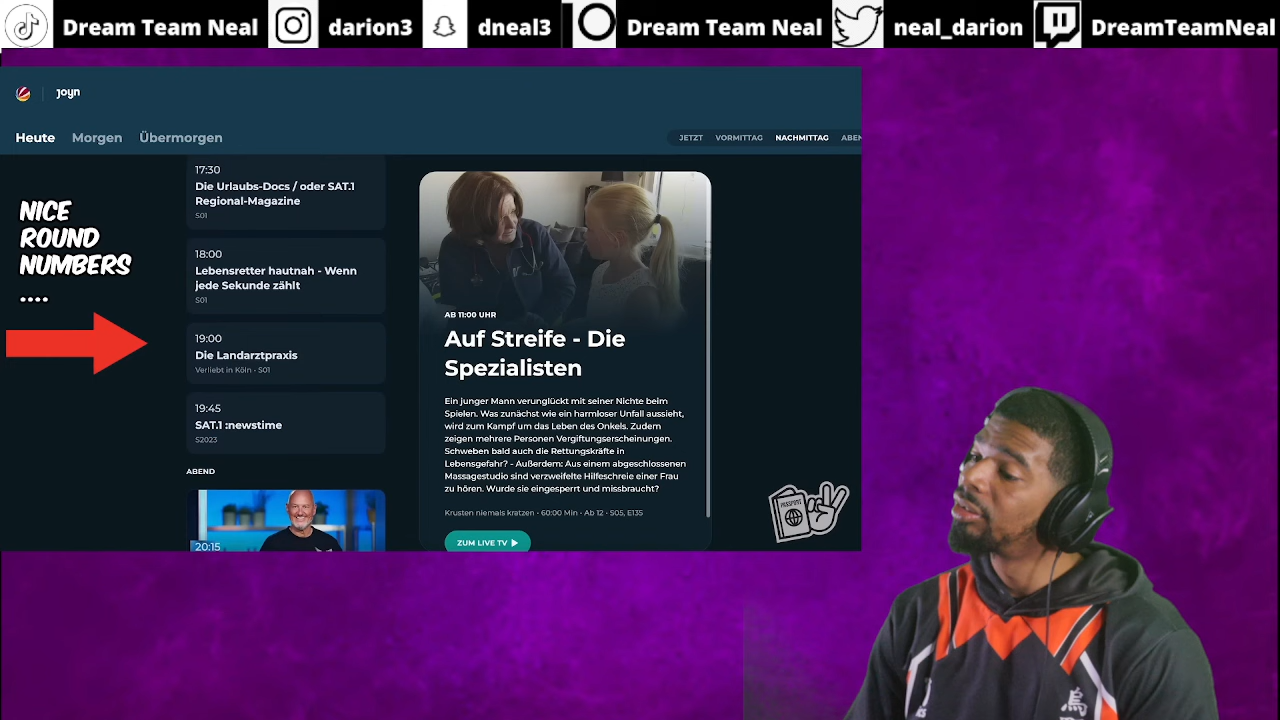 Dream Team Neal
darion3
dneal3
Dream Team Neal
neal_darion
DreamTeamNeal
joyn
Heute
Morgen
Übermorgen
JETZT
VORMITTAG
NACHMITTAG
ABEN
NICE
ROUND
NUMBERS
....
17:30
Die Urlaubs-Docs / oder SAT.1
Regional-Magazine
S01
18:00
Lebensretter hautnah - Wenn
jede Sekunde zählt
S01
19:00
Die Landarztpraxis
Verliebt in Köln • S01
19:45
SAT.1 :newstime
S2023
ABEND
20:15
AB 11:00 UHR
Auf Streife - Die
Spezialisten
Ein junger Mann verunglückt mit seiner Nichte beim
Spielen. Was zunächst wie ein harmloser Unfall aussieht,
wird zum Kampf um das Leben des Onkels. Zudem
zeigen mehrere Personen Vergiftungserscheinungen.
Schweben bald auch die Rettungskräfte in
Lebensgefahr? - Außerdem: Aus einem abgeschlossenen
Massagestudio sind verzweifelte Hilfeschreie einer Frau
zu hören. Wurde sie eingesperrt und missbraucht?
Krusten niemals kratzen • 60:00 Min • Ab 12 • S05, E135
ZUM LIVE TV
PASSPORT
鳥